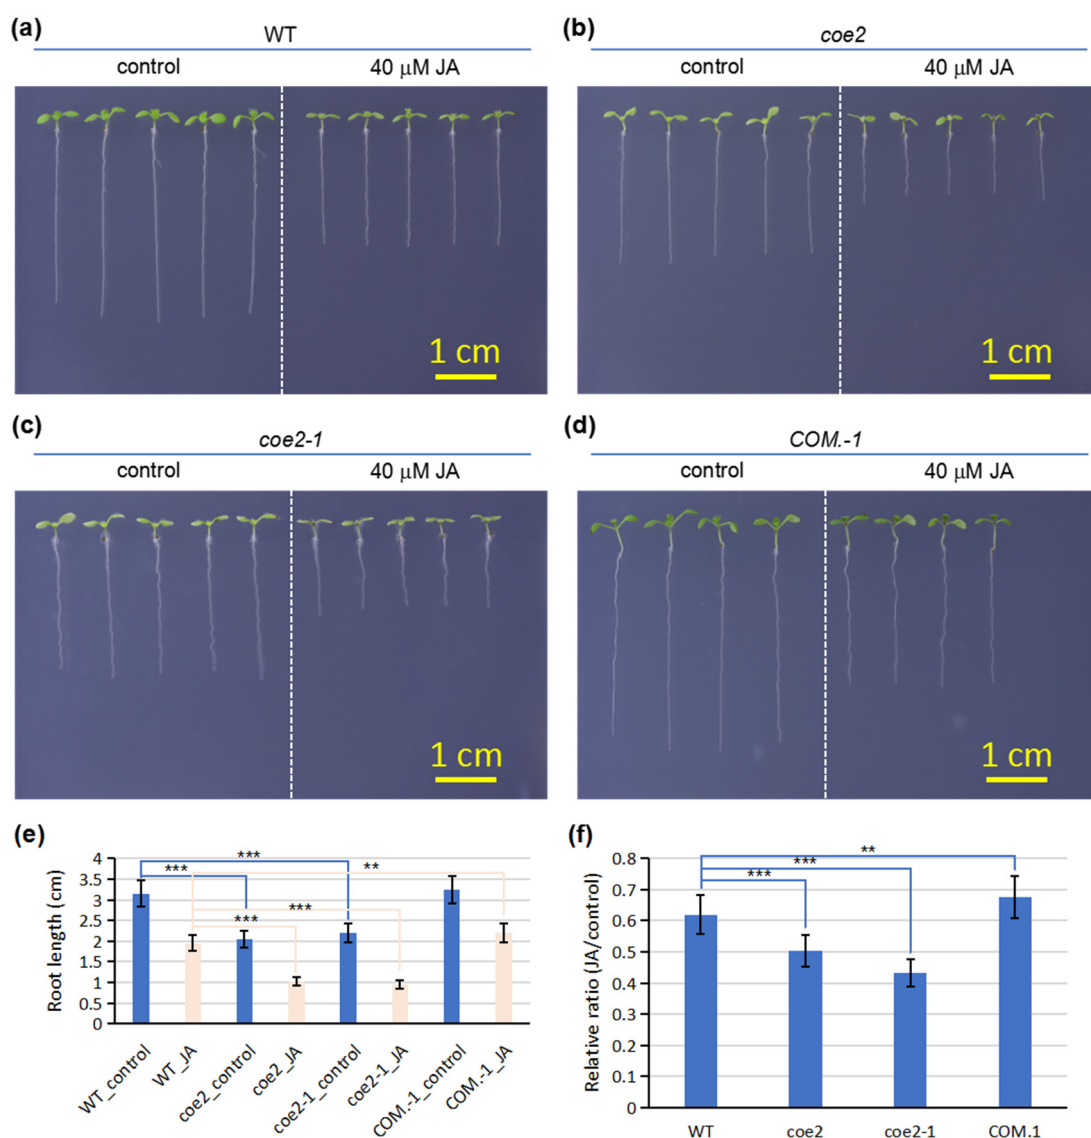 (a)
WT
control
40 μM JA
1 cm
(b)
coe2
control
40 μM JA
1 cm
(c)
coe2-1
control
40 μM JA
1 cm
(d)
COM.-1
control
40 μM JA
1 cm
(e)
Root length (cm)
4
3.5
3
2.5
2
1.5
1
0.5
0
***
***
**
***
***
WT_control
WT_JA
coe2_control
coe2_JA
coe2-1_control
coe2-1_JA
COM.-1_control
COM.-1_JA
(f)
Relative ratio (JA/control)
0.8
0.7
0.6
0.5
0.4
0.3
0.2
0.1
0
**
***
***
WT
coe2
coe2-1
COM.1